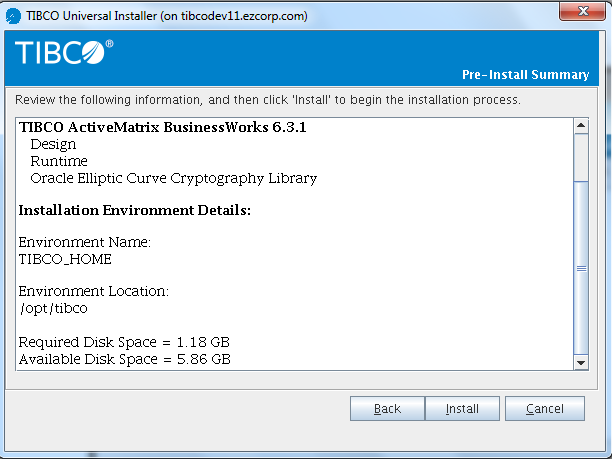 TIBCO Universal Installer (on tibcodev11.ezcorp.com)
TIBCO®
Pre-Install Summary
Review the following information, and then click 'Install' to begin the installation process.
TIBCO ActiveMatrix BusinessWorks 6.3.1
Design
Runtime
Oracle Elliptic Curve Cryptography Library
Installation Environment Details:
Environment Name:
TIBCO_HOME
Environment Location:
/opt/tibco
Required Disk Space = 1.18 GB
Available Disk Space = 5.86 GB
Back Install Cancel